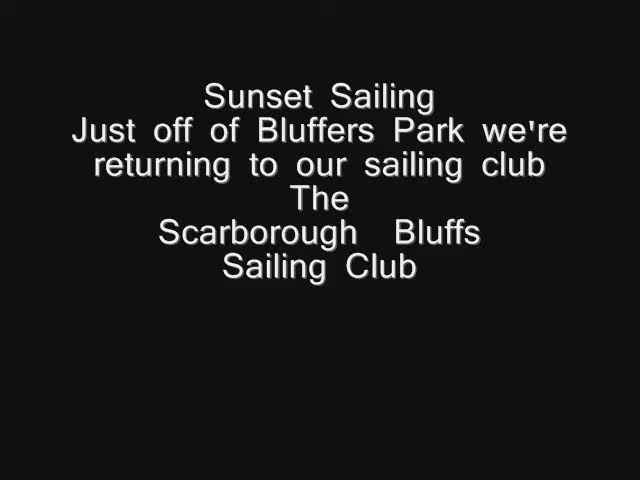 Sunset Sailing
Just off of Bluffers Park we're
returning to our sailing club
The
Scarborough Bluffs
Sailing Club